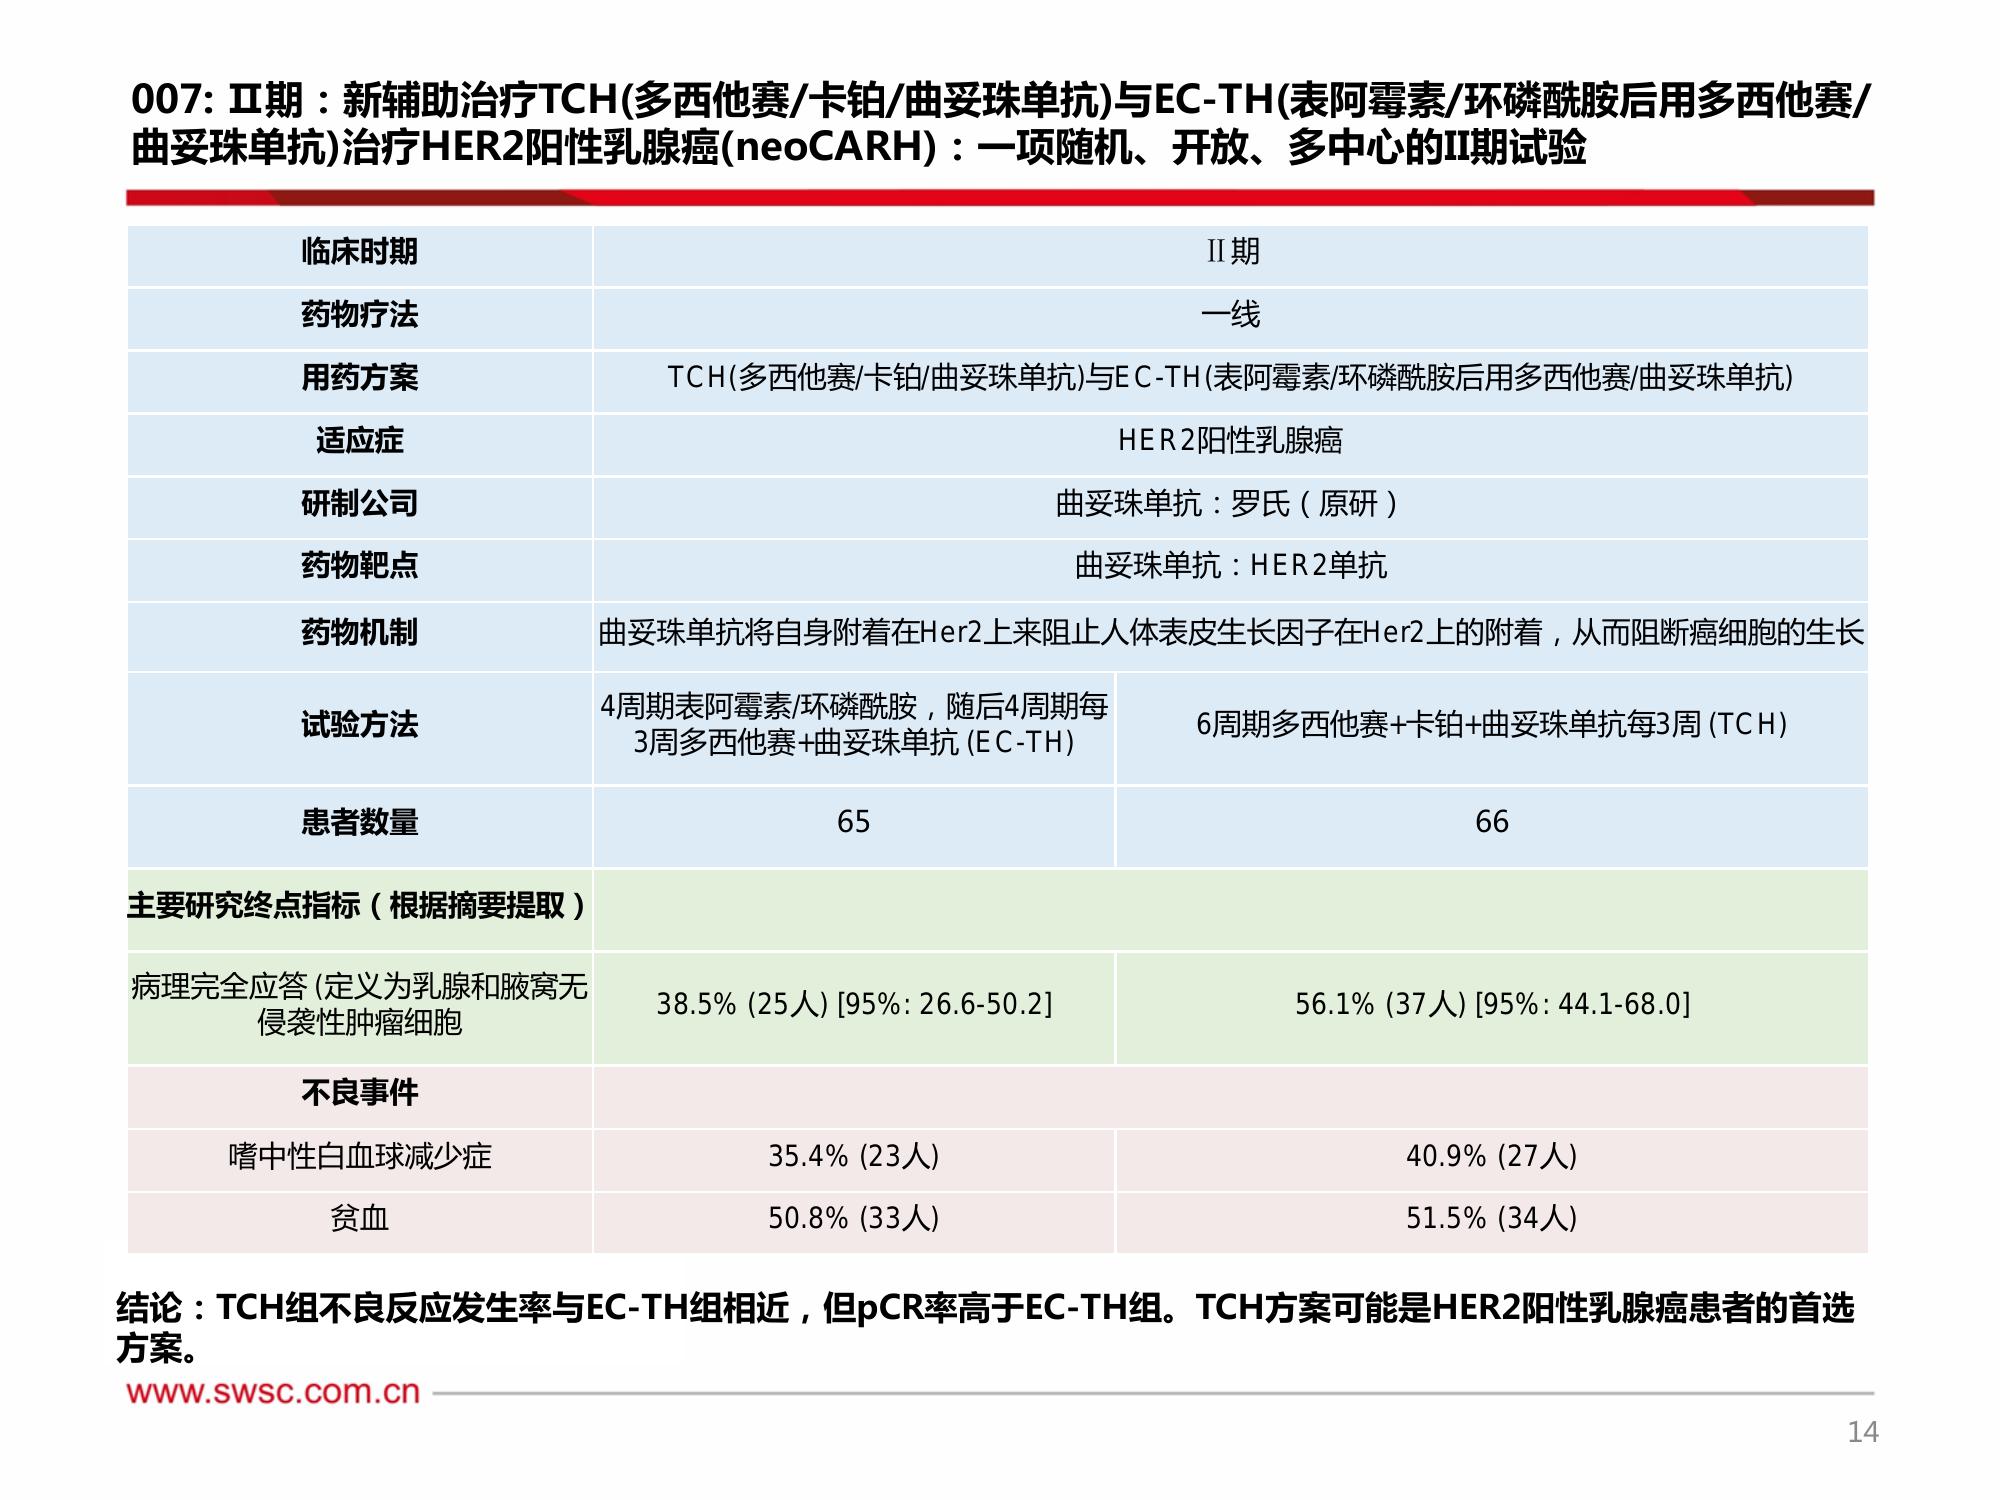 007: Ⅱ期：新辅助治疗TCH(多西他赛/卡铂/曲妥珠单抗)与EC-TH(表阿霉素/环磷酰胺后用多西他赛/
曲妥珠单抗)治疗HER2阳性乳腺癌(neoCARH)：一项随机、开放、多中心的II期试验
临床时期
Ⅱ期
药物疗法
一线
用药方案
TCH(多西他赛/卡铂/曲妥珠单抗)与EC-TH(表阿霉素/环磷酰胺后用多西他赛/曲妥珠单抗)
适应症
HER2阳性乳腺癌
研制公司
曲妥珠单抗：罗氏（原研）
药物靶点
曲妥珠单抗：HER2单抗
药物机制
曲妥珠单抗将自身附着在Her2上来阻止人体表皮生长因子在Her2上的附着，从而阻断癌细胞的生长
试验方法
4周期表阿霉素/环磷酰胺，随后4周期每
3周多西他赛+曲妥珠单抗 (EC-TH)
6周期多西他赛+卡铂+曲妥珠单抗每3周 (TCH)
患者数量
65
66
主要研究终点指标（根据摘要提取）
病理完全应答 (定义为乳腺和腋窝无
侵袭性肿瘤细胞
38.5% (25人) [95%: 26.6-50.2]
56.1% (37人) [95%: 44.1-68.0]
不良事件
嗜中性白血球减少症
35.4% (23人)
40.9% (27人)
贫血
50.8% (33人)
51.5% (34人)
结论：TCH组不良反应发生率与EC-TH组相近，但pCR率高于EC-TH组。TCH方案可能是HER2阳性乳腺癌患者的首选
方案。
www.swsc.com.cn
14